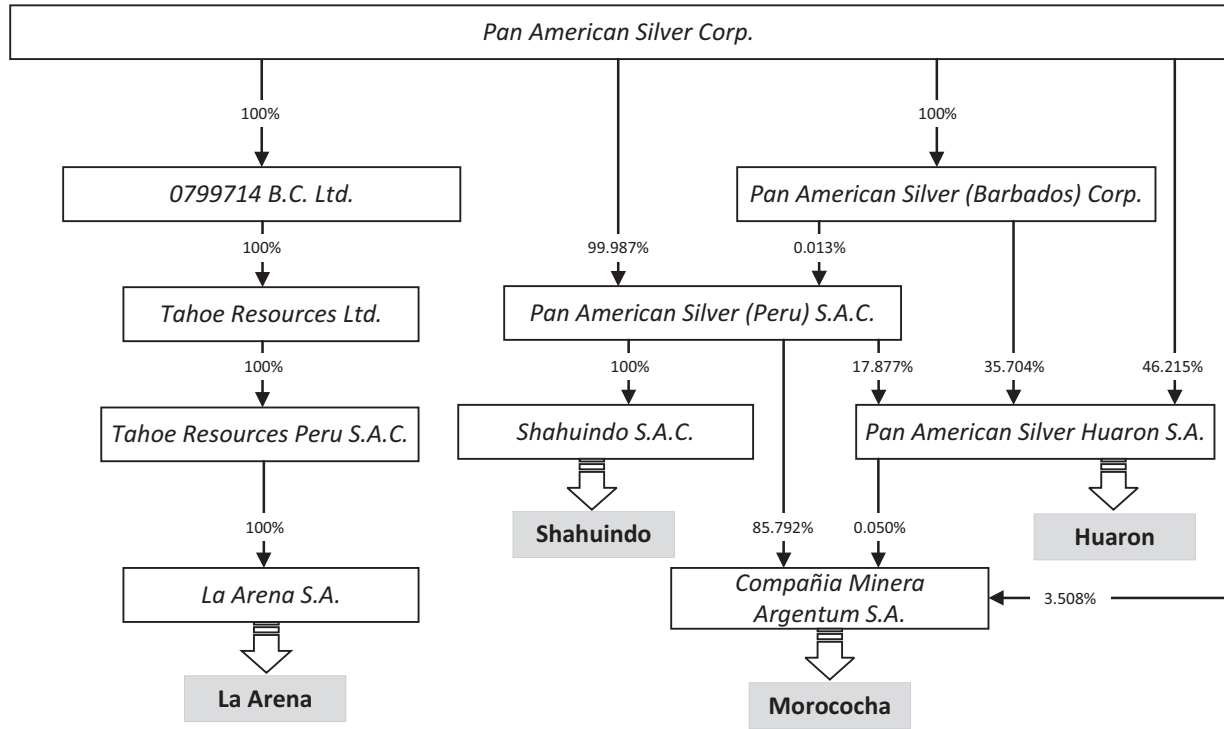 Pan American Silver Corp.
100%
100%
0799714 B.C. Ltd.
Pan American Silver (Barbados) Corp.
100%
99.987%
0.013%
Tahoe Resources Ltd.
Pan American Silver (Peru) S.A.C.
100%
100%
17.877%
35.704%
46.215%
Tahoe Resources Peru S.A.C.
Shahuindo S.A.C.
Pan American Silver Huaron S.A.
100%
Shahuindo
85.792%
0.050%
Huaron
La Arena S.A.
Compañia Minera
Argentum S.A.
3.508%
La Arena
Morococha